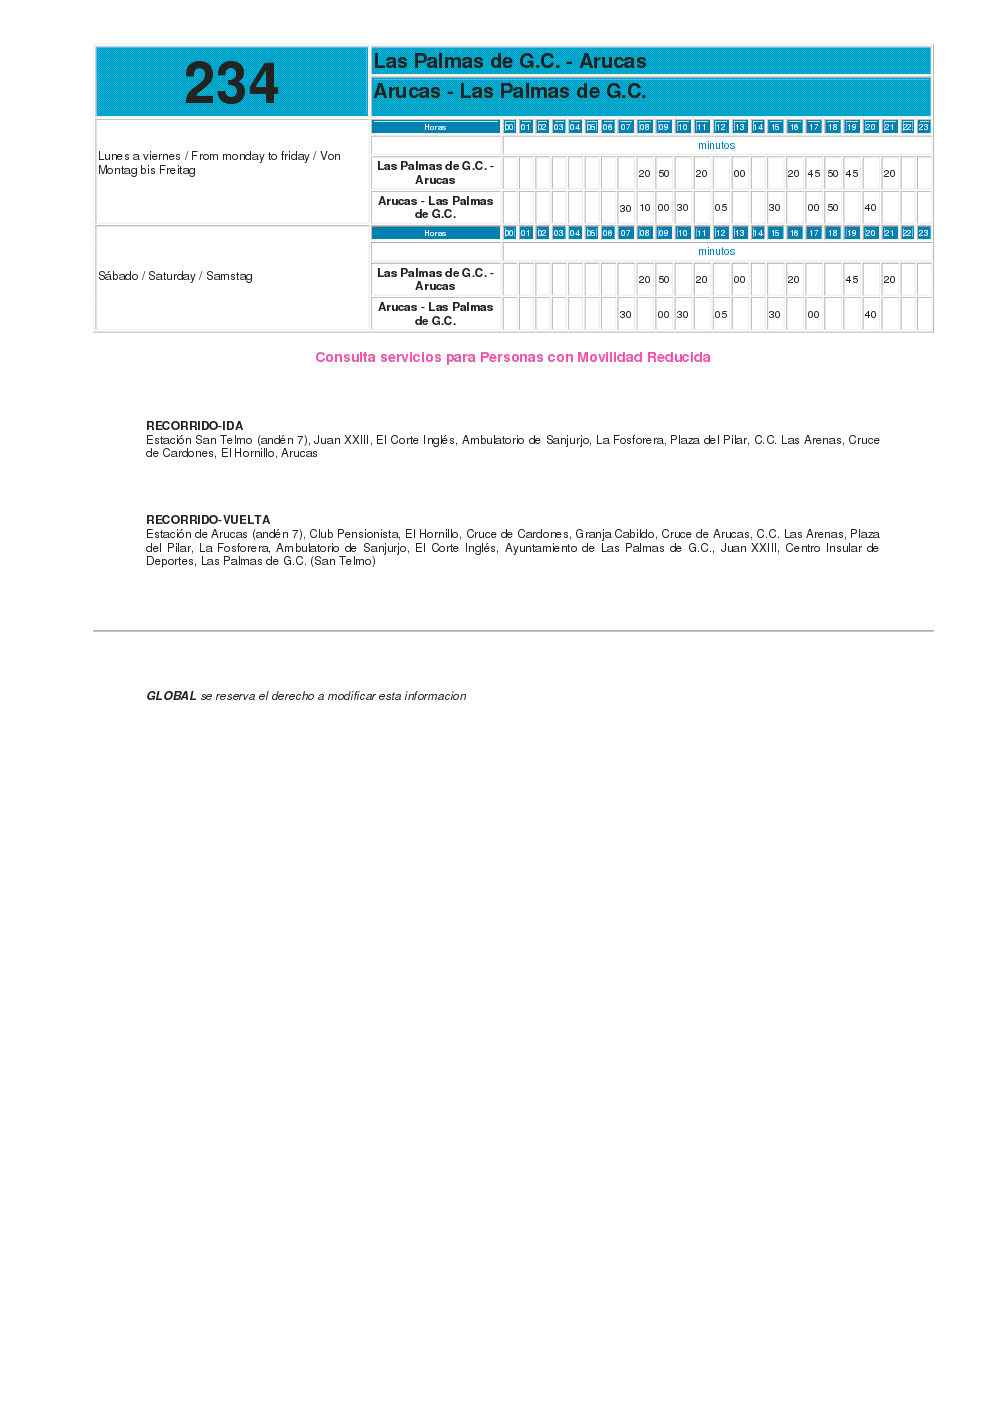 234
Las Palmas de G.C. - Arucas
Arucas - Las Palmas de G.C.
Lunes a viernes / From monday to friday / Von
Montag bis Freitag
Horas 00 01 02 03 04 05 06 07 08 09 10 11 12 13 14 15 16 17 18 19 20 21 22 23
minutos
Las Palmas de G.C. -
Arucas
20 50 20 00 20 45 50 45 20
Arucas - Las Palmas
de G.C.
30 10 00 30 05 30 00 50 40
Sábado / Saturday / Samstag
Horas 00 01 02 03 04 05 06 07 08 09 10 11 12 13 14 15 16 17 18 19 20 21 22 23
minutos
Las Palmas de G.C. -
Arucas
20 50 20 00 20 45 20
Arucas - Las Palmas
de G.C.
30 00 30 05 30 00 40
Consulta servicios para Personas con Movilidad Reducida
RECORRIDO-IDA
Estación San Telmo (andén 7), Juan XXIII, El Corte Inglés, Ambulatorio de Sanjurjo, La Fosforera, Plaza del Pilar, C.C. Las Arenas, Cruce
de Cardones, El Hornillo, Arucas
RECORRIDO-VUELTA
Estación de Arucas (andén 7), Club Pensionista, El Hornillo, Cruce de Cardones, Granja Cabildo, Cruce de Arucas, C.C. Las Arenas, Plaza
del Pilar, La Fosforera, Ambulatorio de Sanjurjo, El Corte Inglés, Ayuntamiento de Las Palmas de G.C., Juan XXIII, Centro Insular de
Deportes, Las Palmas de G.C. (San Telmo)
GLOBAL se reserva el derecho a modificar esta informacion